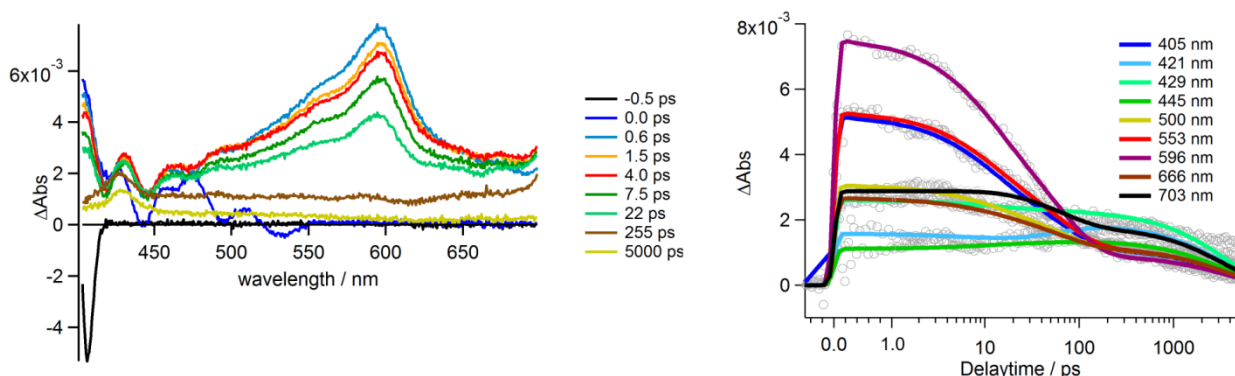 6x10⁻³
4
2
0
-2
-4
ΔAbs
450
500
550
600
650
wavelength / nm
-0.5 ps
0.0 ps
0.6 ps
1.5 ps
4.0 ps
7.5 ps
22 ps
255 ps
5000 ps
8x10⁻³
6
4
2
0
ΔAbs
0.0
1.0
10
100
1000
Delaytime / ps
405 nm
421 nm
429 nm
445 nm
500 nm
553 nm
596 nm
666 nm
703 nm